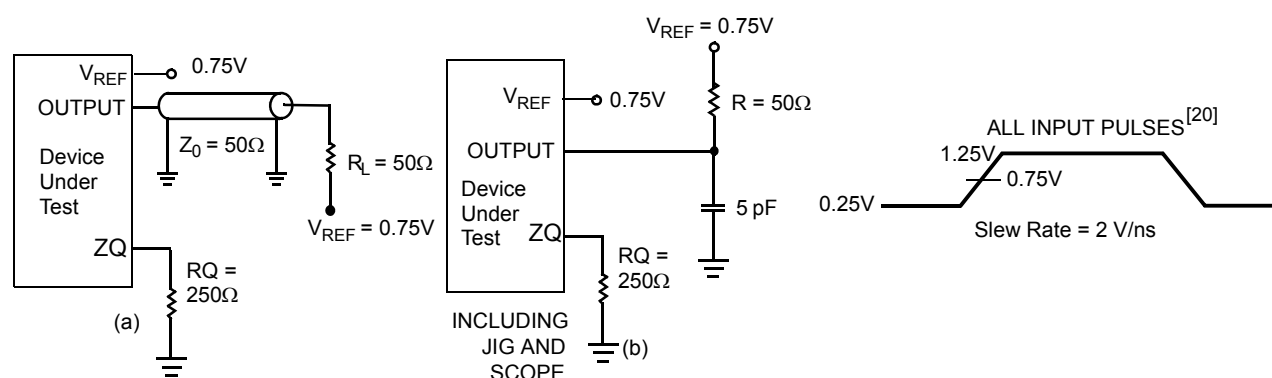 VREF
0.75V
OUTPUT
Z0 = 50Ω
Device
Under
Test
RL = 50Ω
VREF = 0.75V
ZQ
RQ =
250Ω
(a)
VREF = 0.75V
VREF
0.75V
R = 50Ω
OUTPUT
Device
Under
Test
5 pF
ZQ
RQ =
250Ω
INCLUDING
JIG AND
SCOPE
(b)
ALL INPUT PULSES[20]
1.25V
0.75V
0.25V
Slew Rate = 2 V/ns